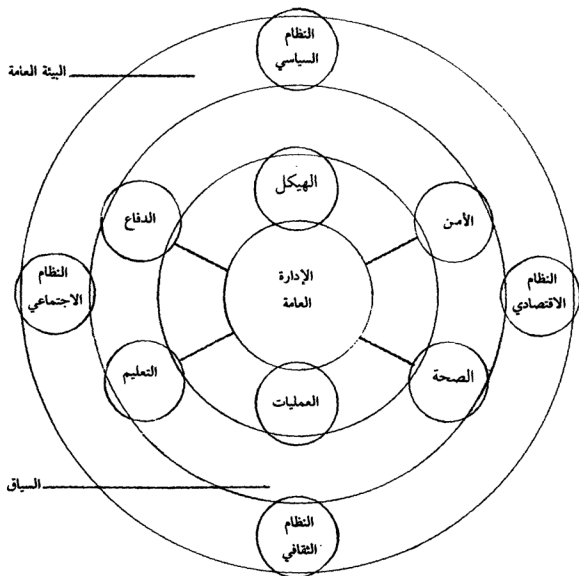 النظام
السياسي
البيئة العامة
الهيكل
الدفاع
الأمن
النظام
الاجتماعي
الإدارة
العامة
النظام
الاقتصادي
التعليم
العمليات
الصحة
السياق
النظام
الثقافي